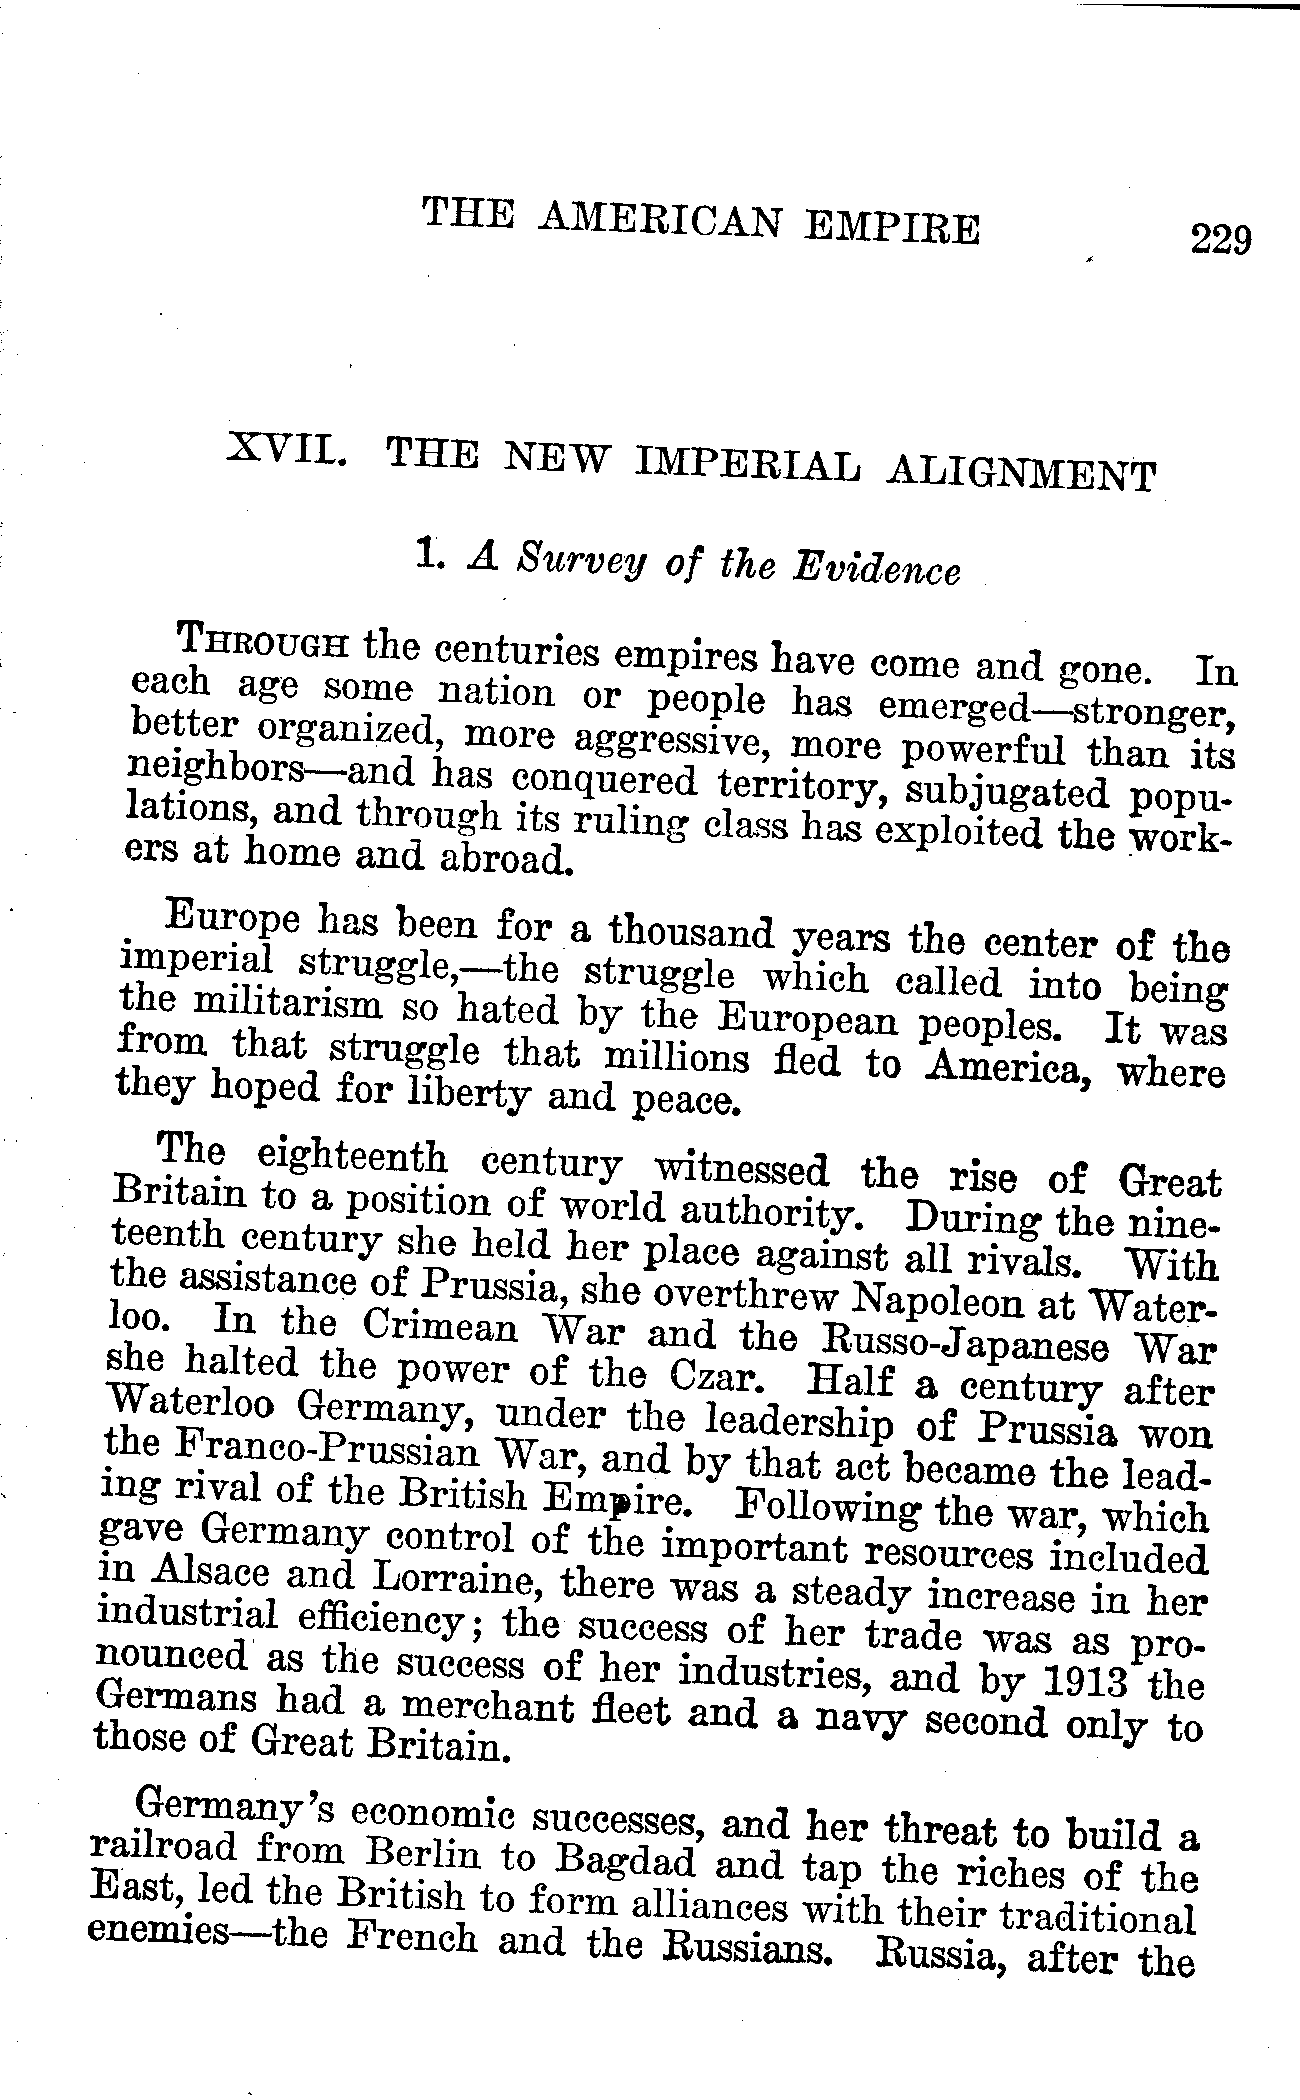 THE AMERICAN EMPIRE 229
XVII. THE NEW IMPERIAL ALIGNMENT
1. A Survey of the Evidence
THROUGH the centuries empires have come and gone. In
each age some nation or people has emerged—stronger,
better organized, more aggressive, more powerful than its
neighbors—and has conquered territory, subjugated popu-
lations, and through its ruling class has exploited the work-
ers at home and abroad.
Europe has been for a thousand years the center of the
imperial struggle,—the struggle which called into being
the militarism so hated by the European peoples. It was
from that struggle that millions fled to America, where
they hoped for liberty and peace.
The eighteenth century witnessed the rise of Great
Britain to a position of world authority. During the nine-
teenth century she held her place against all rivals. With
the assistance of Prussia, she overthrew Napoleon at Water-
loo. In the Crimean War and the Russo-Japanese War
she halted the power of the Czar. Half a century after
Waterloo Germany, under the leadership of Prussia won
the Franco-Prussian War, and by that act became the lead-
ing rival of the British Empire. Following the war, which
gave Germany control of the important resources included
in Alsace and Lorraine, there was a steady increase in her
industrial efficiency; the success of her trade was as pro-
nounced as the success of her industries, and by 1913 the
Germans had a merchant fleet and a navy second only to
those of Great Britain.
Germany's economic successes, and her threat to build a
railroad from Berlin to Bagdad and tap the riches of the
East, led the British to form alliances with their traditional
enemies—the French and the Russians. Russia, after the